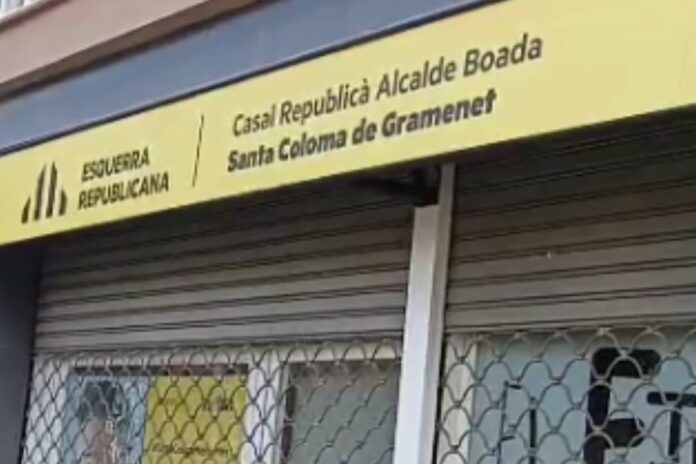 ESQUERRA
REPUBLICANA
Casal Republicà Alcalde Boada
Santa Coloma de Gramenet